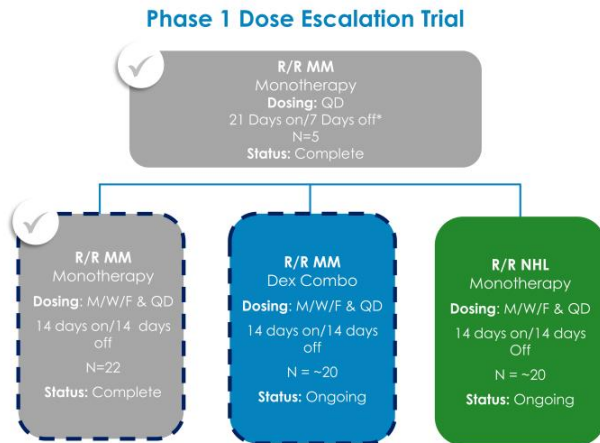 Phase 1 Dose Escalation Trial
R/R MM
Monotherapy
Dosing: QD
21 Days on/7 Days off*
N=5
Status: Complete
R/R MM
Monotherapy
Dosing: M/W/F & QD
14 days on/14 days
off
N=22
Status: Complete
R/R MM
Dex Combo
Dosing: M/W/F & QD
14 days on/14 days
off
N = ~20
Status: Ongoing
R/R NHL
Monotherapy
Dosing: M/W/F & QD
14 days on/14 days
Off
N = ~20
Status: Ongoing